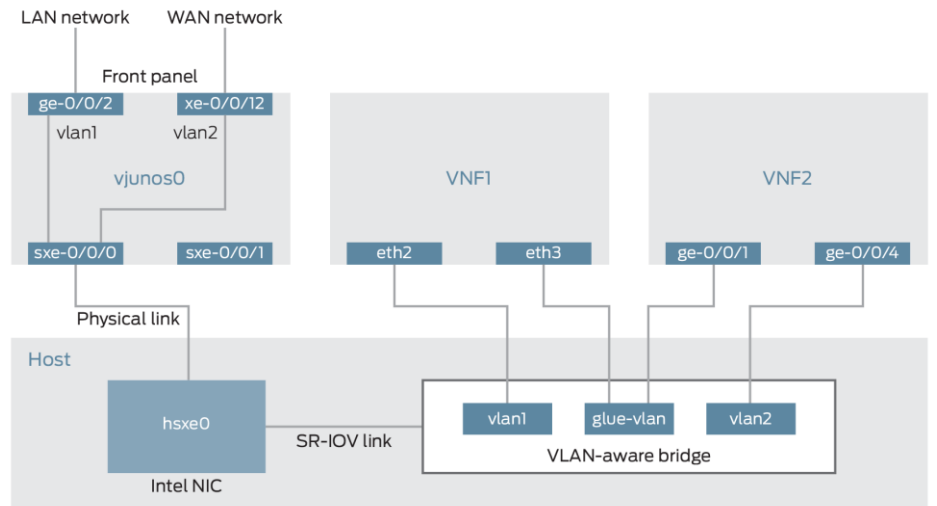 LAN network
WAN network
Front panel
ge-0/0/2
xe-0/0/12
vlan1
vlan2
vjunos0
VNF1
VNF2
sxe-0/0/0
sxe-0/0/1
eth2
eth3
ge-0/0/1
ge-0/0/4
Physical link
Host
hsxe0
vlan1
glue-vlan
vlan2
SR-IOV link
VLAN-aware bridge
Intel NIC